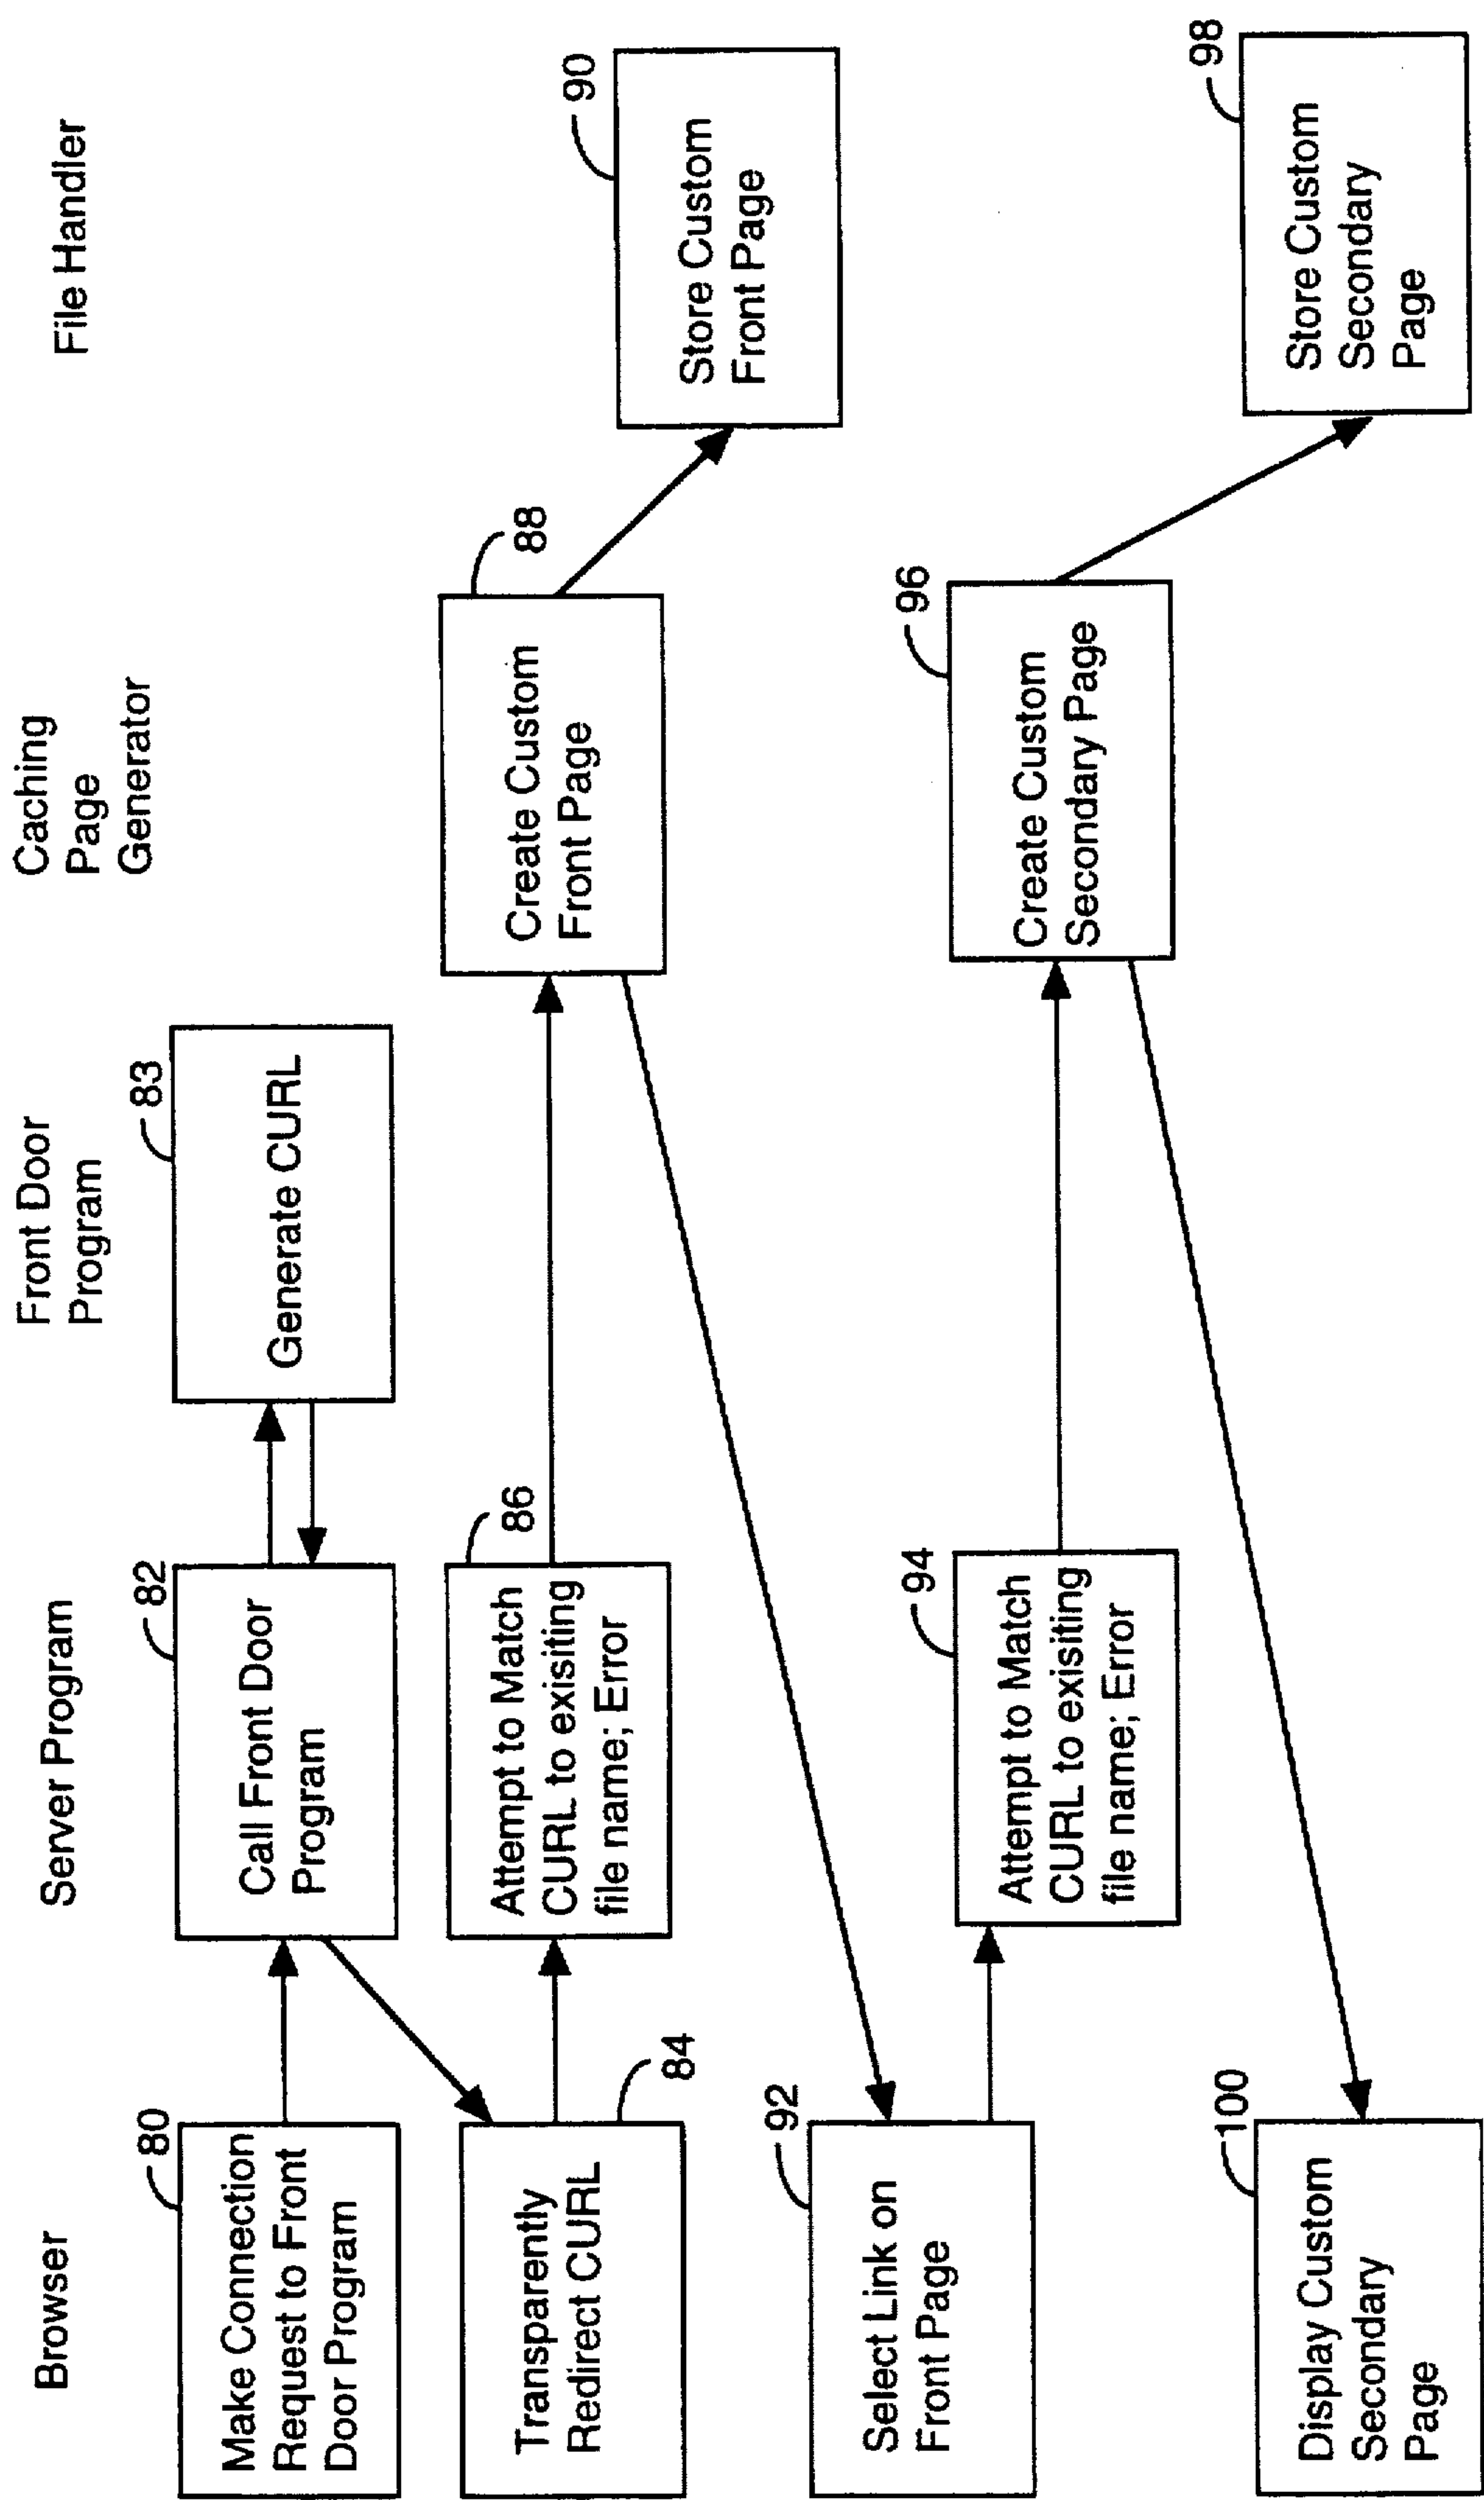 Browser
Server Program
Front Door
Program
Caching
Page
Generator
File Handler
80
Make Connection
Request to Front
Door Program
82
Call Front Door
Program
83
Generate CURL
Transparently
Redirect CURL
84
86
Attempt to Match
CURL to exisiting
file name; Error
88
Create Custom
Front Page
90
Store Custom
Front Page
92
Select Link on
Front Page
94
Attempt to Match
CURL to exisiting
file name; Error
96
Create Custom
Secondary Page
98
Store Custom
Secondary
Page
100
Display Custom
Secondary
Page